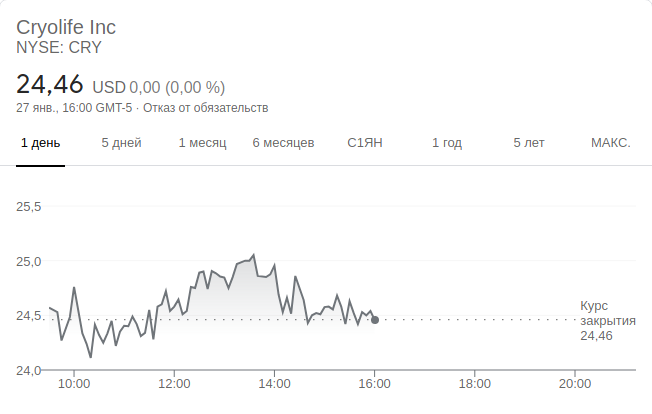 Cryolife Inc
NYSE: CRY
24,46 USD 0,00 (0,00 %)
27 янв., 16:00 GMT-5 · Отказ от обязательств
1 день 5 дней 1 месяц 6 месяцев С1ЯН 1 год 5 лет МАКС.
25,5
25,0
24,5
24,0
Курс
закрытия
24,46
10:00 12:00 14:00 16:00 18:00 20:00